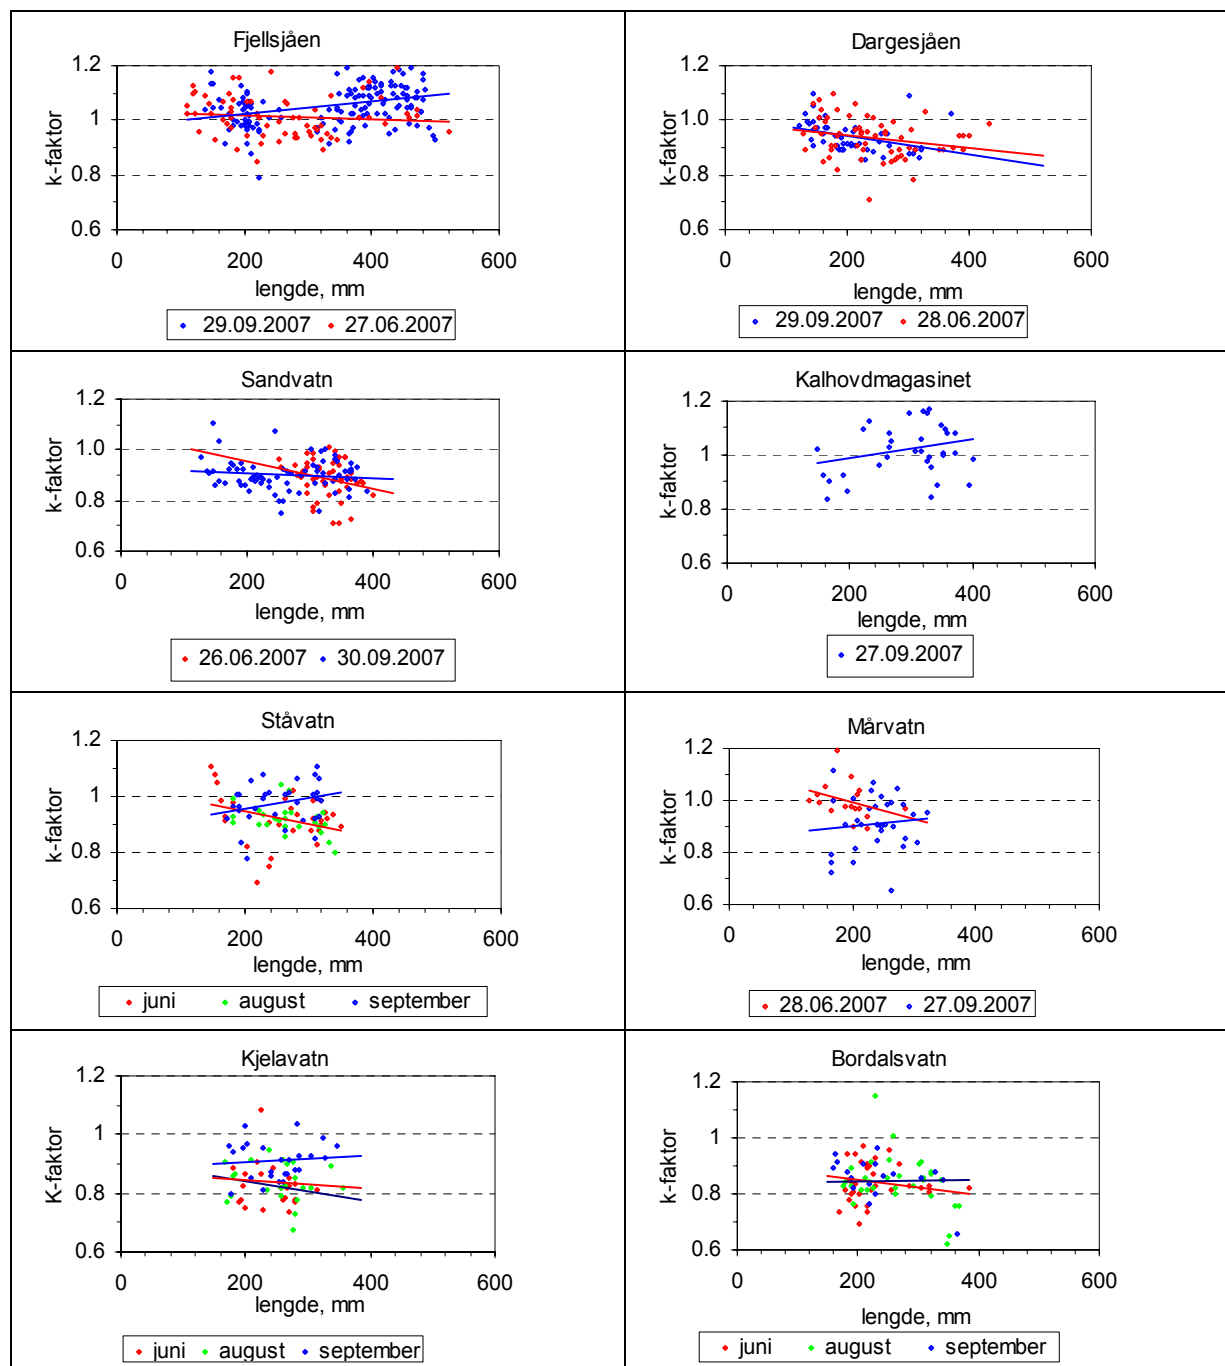 Fjellsjåen
1.2
1
0.8
0.6
k-faktor
0 200 400 600
lengde, mm
29.09.2007 27.06.2007
Dargesjåen
1.2
1.0
0.8
0.6
k-faktor
0 200 400 600
lengde, mm
29.09.2007 28.06.2007
Sandvatn
1.2
1.0
0.8
0.6
k-faktor
0 200 400 600
lengde, mm
26.06.2007 30.09.2007
Kalhovdmagasinet
1.2
1.0
0.8
0.6
k-faktor
0 200 400 600
lengde, mm
27.09.2007
Ståvatn
1.2
1
0.8
0.6
k-faktor
0 200 400 600
lengde, mm
juni august september
Mårvatn
1.2
1.0
0.8
0.6
k-faktor
0 200 400 600
lengde, mm
28.06.2007 27.09.2007
Kjelavatn
1.2
1
0.8
0.6
K-faktor
0 200 400 600
lengde, mm
juni august september
Bordalsvatn
1.2
1
0.8
0.6
k-faktor
0 200 400 600
lengde, mm
juni august september